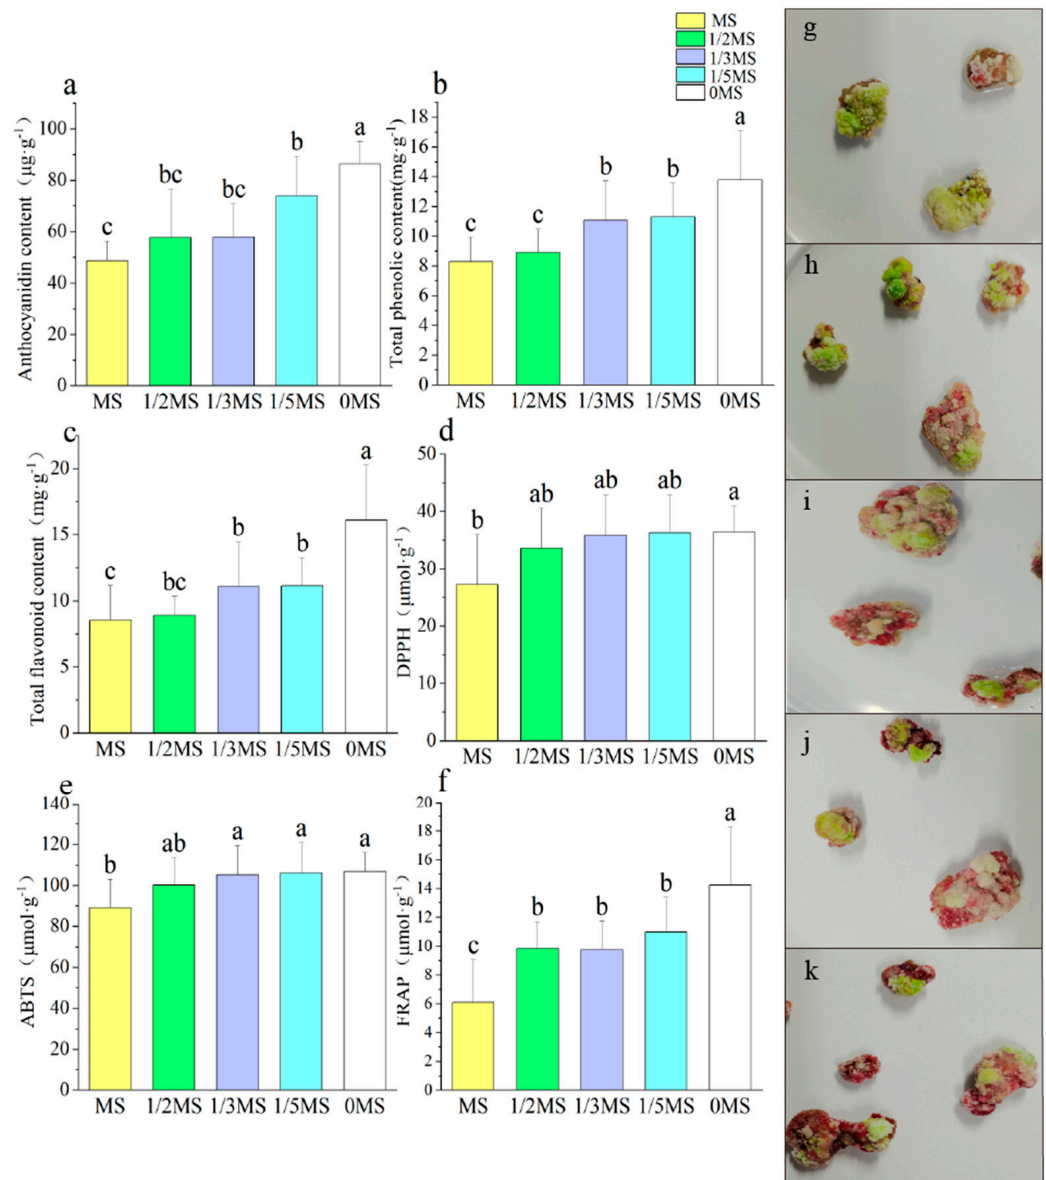 MS
1/2MS
1/3MS
1/5MS
0MS
a
Anthocyanidin content（μg·g⁻¹）
100
80
60
40
20
0
c
bc
bc
b
a
MS 1/2MS 1/3MS 1/5MS 0MS
b
Total phenolic content(mg·g⁻¹)
18
16
14
12
10
8
6
4
2
0
c
c
b
b
a
MS 1/2MS 1/3MS 1/5MS 0MS
c
Total flavonoid content（mg·g⁻¹）
20
15
10
5
0
c
bc
b
b
a
MS 1/2MS 1/3MS 1/5MS 0MS
d
DPPH（μmol·g⁻¹）
50
40
30
20
10
0
b
ab
ab
ab
a
MS 1/2MS 1/3MS 1/5MS 0MS
e
ABTS（μmol·g⁻¹）
140
120
100
80
60
40
20
0
b
ab
a
a
a
MS 1/2MS 1/3MS 1/5MS 0MS
f
FRAP（μmol·g⁻¹）
20
18
16
14
12
10
8
6
4
2
0
c
b
b
b
a
MS 1/2MS 1/3MS 1/5MS 0MS
g
h
i
j
k